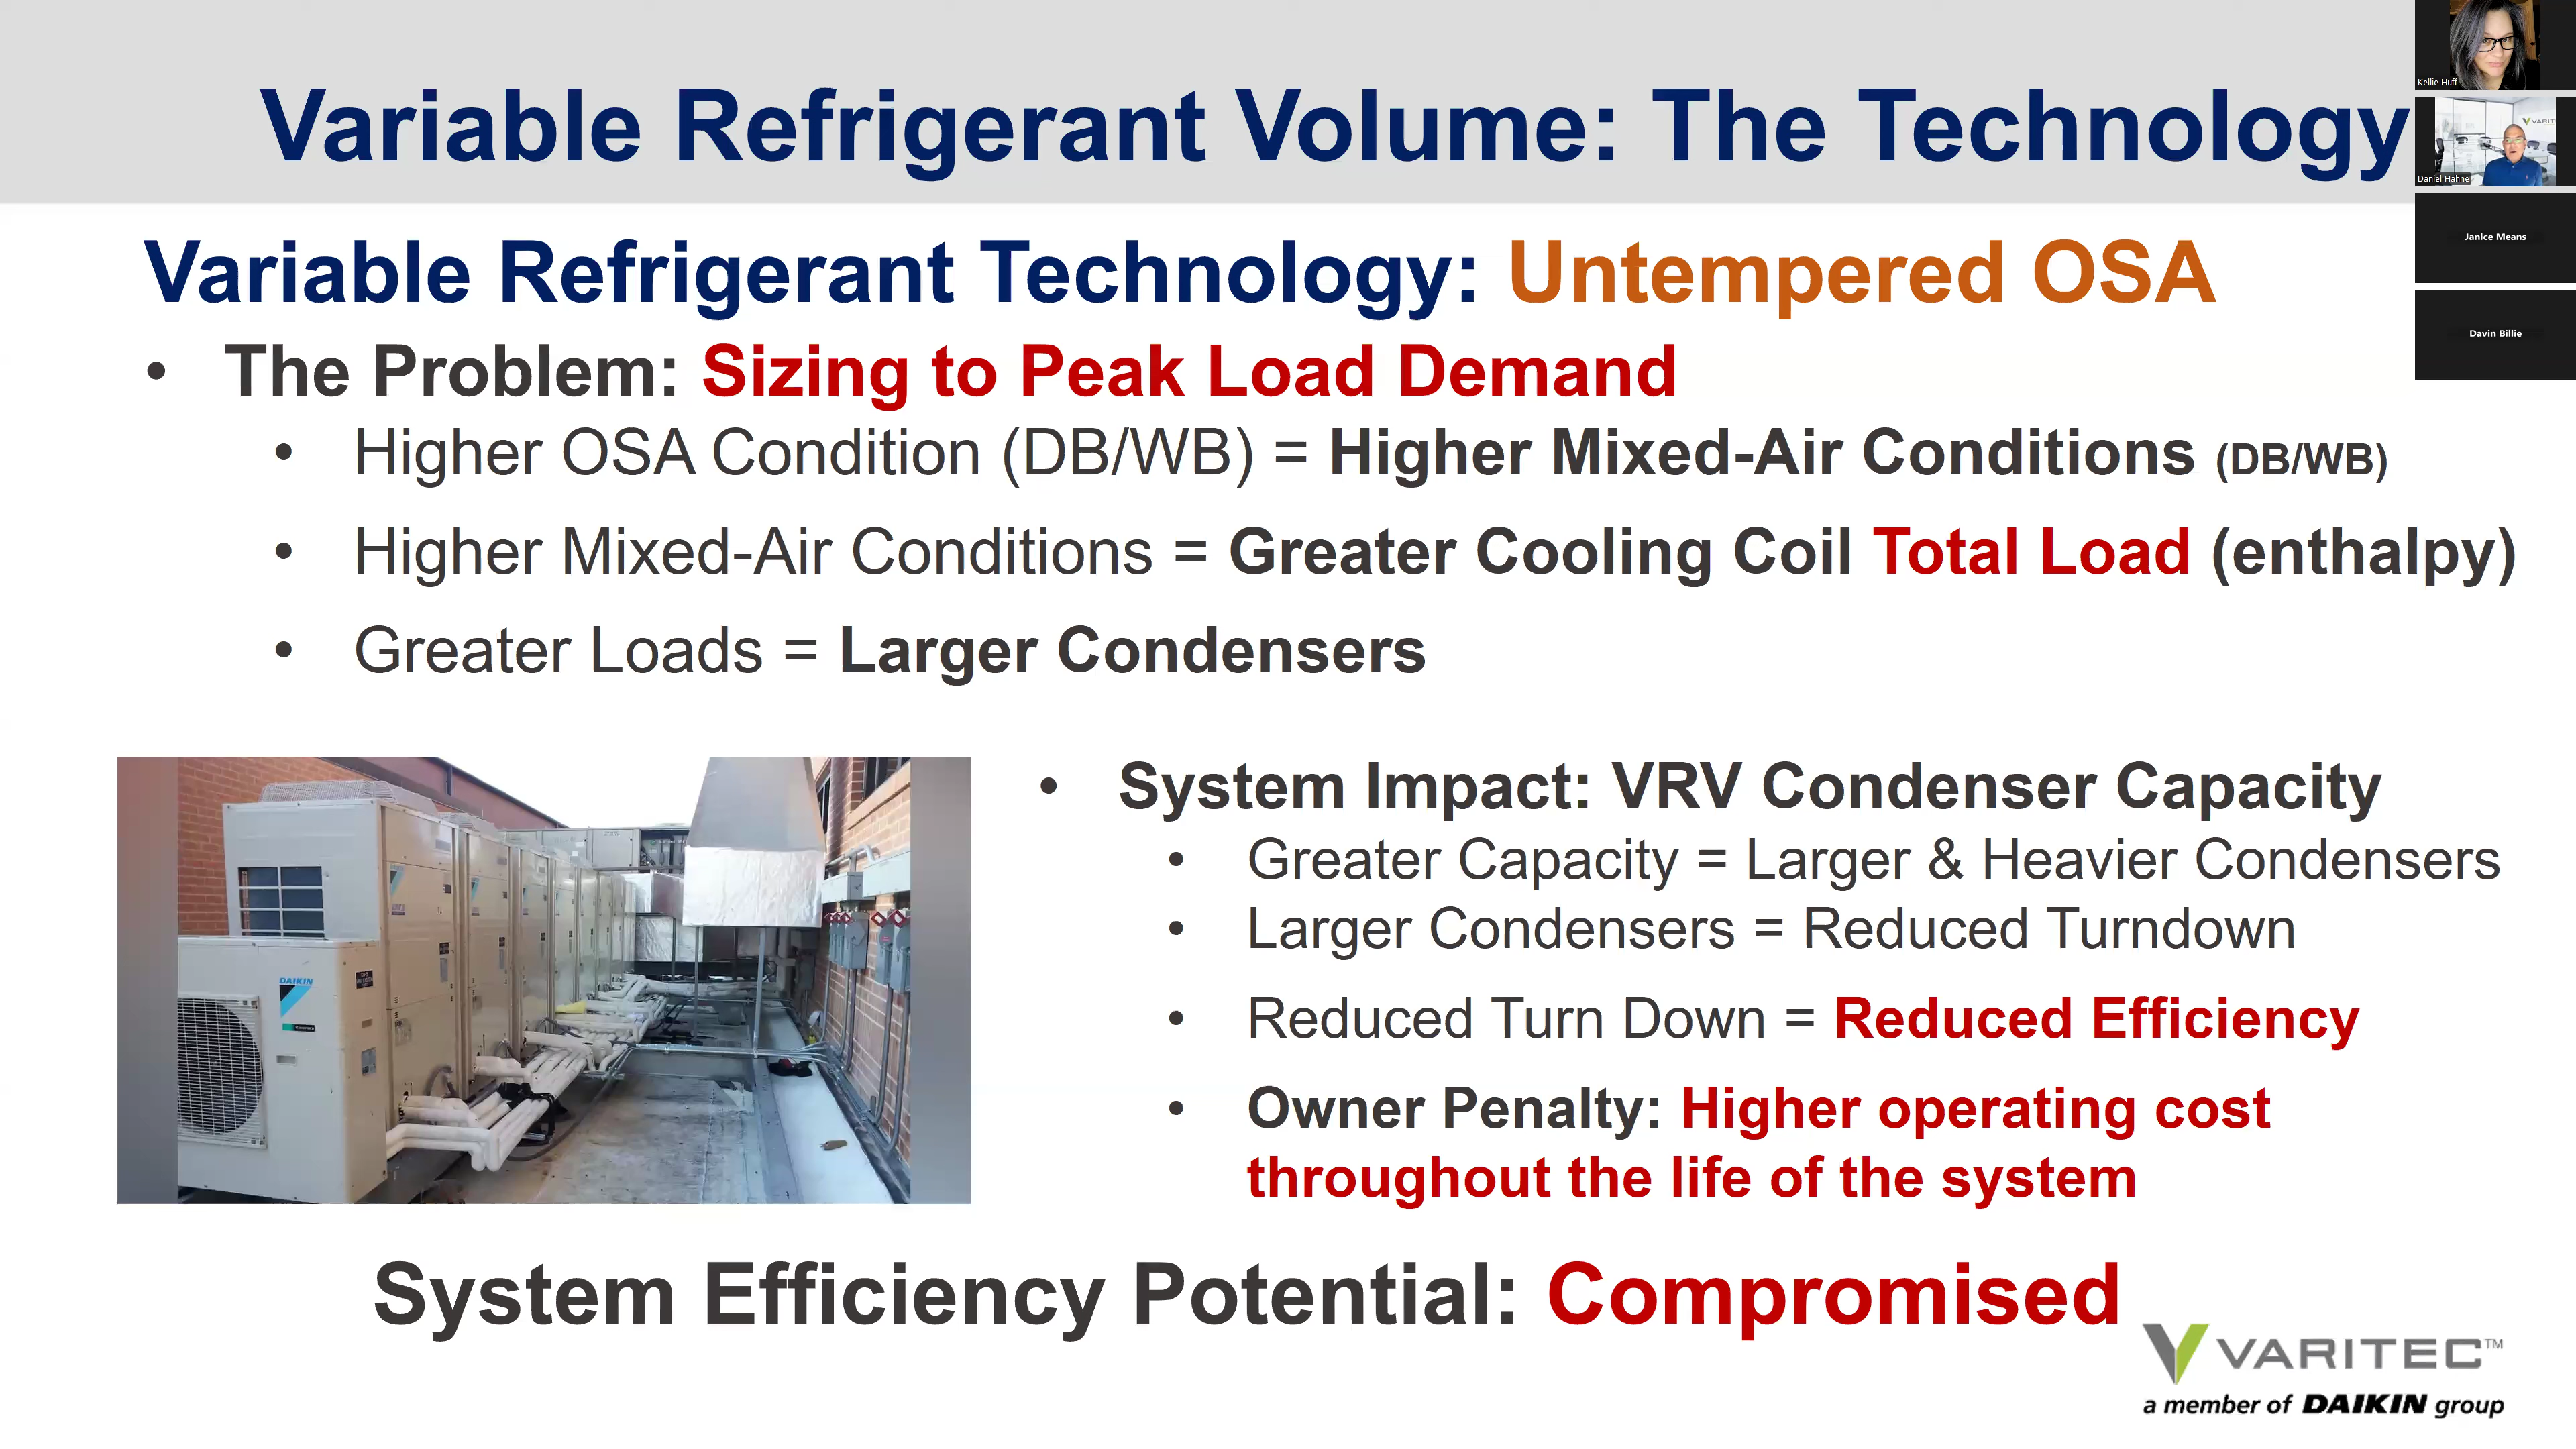 Variable Refrigerant Volume: The Technology
Variable Refrigerant Technology: Untempered OSA
• The Problem: Sizing to Peak Load Demand
• Higher OSA Condition (DB/WB) = Higher Mixed-Air Conditions (DB/WB)
• Higher Mixed-Air Conditions = Greater Cooling Coil Total Load (enthalpy)
• Greater Loads = Larger Condensers
DAIKIN
• System Impact: VRV Condenser Capacity
• Greater Capacity = Larger & Heavier Condensers
• Larger Condensers = Reduced Turndown
• Reduced Turn Down = Reduced Efficiency
• Owner Penalty: Higher operating cost
throughout the life of the system
System Efficiency Potential: Compromised
VARITEC™
a member of DAIKIN group
Kellie Huff
VARITEC
Daniel Hahne
Janice Means
Davin Billie